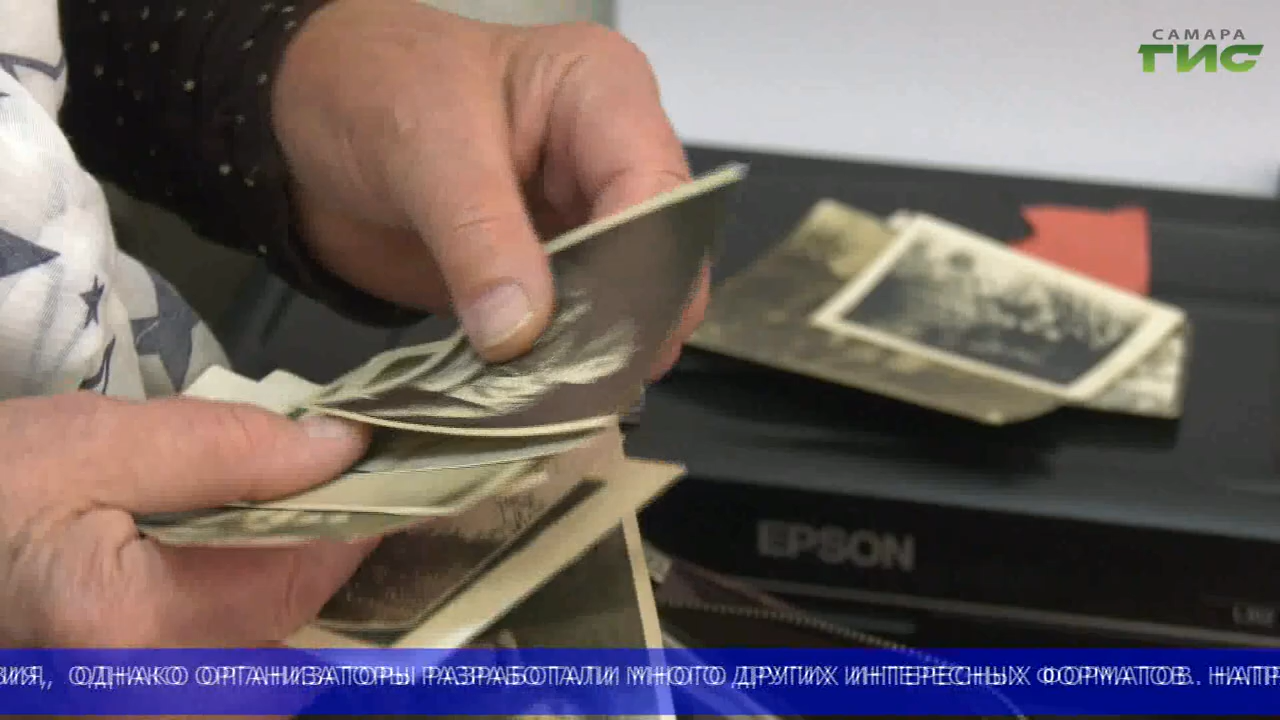 САМАРА
ГИС
EPSON
ОДНАКО ОРГАНИЗАТОРЫ РАЗРАБОТАЛИ МНОГО ДРУГИХ ИНТЕРЕСНЫХ ФОРМАТОВ.